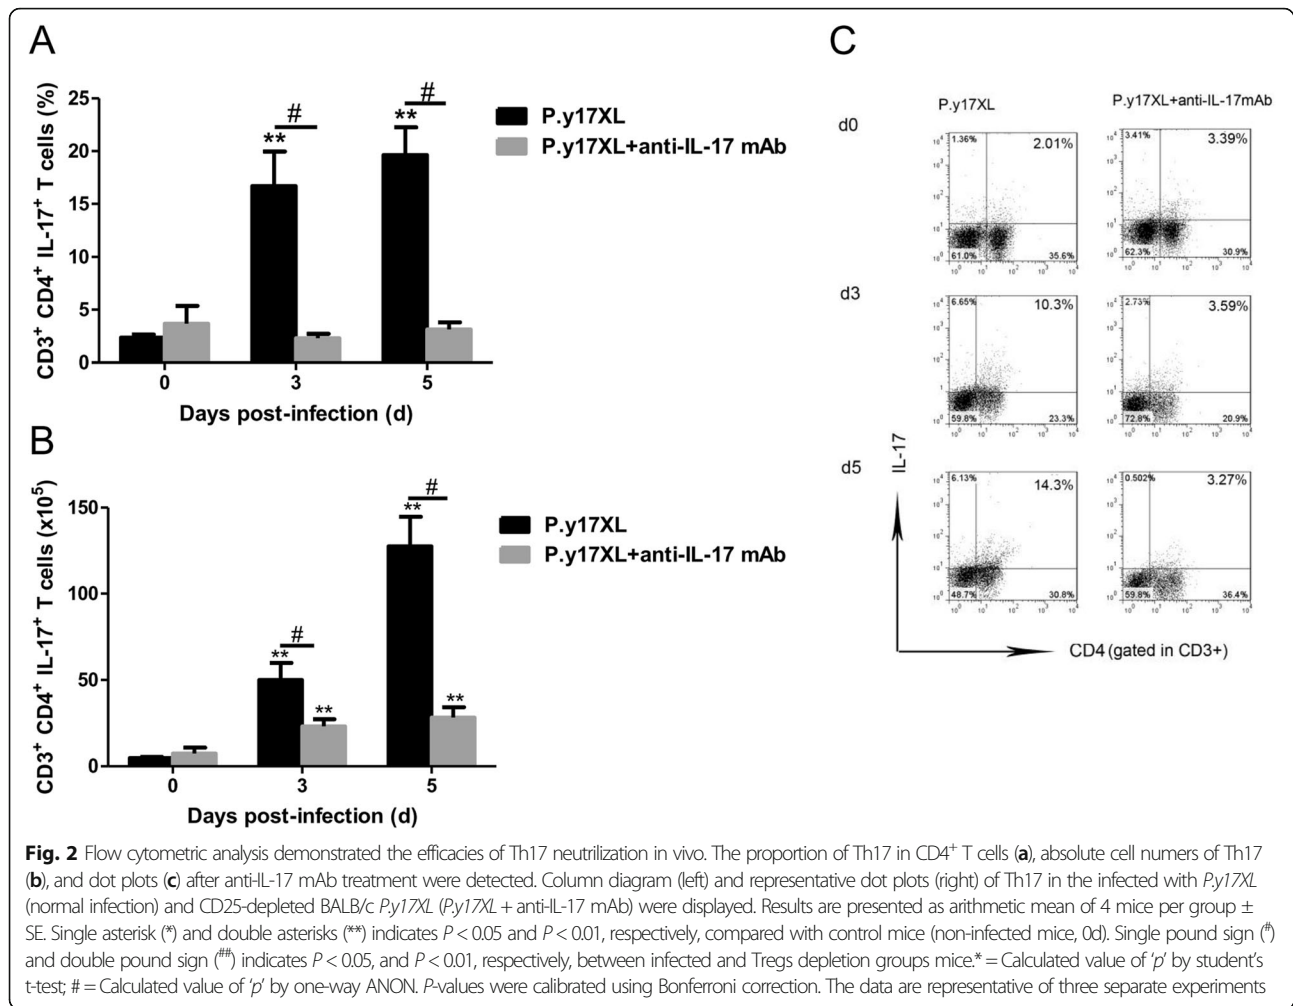 A
CD3+ CD4+ IL-17+ T cells (%)
25
20
15
10
5
0
**
#
**
#
P.y17XL
P.y17XL+anti-IL-17 mAb
0
3
5
Days post-infection (d)
B
CD3+ CD4+ IL-17+ T cells (x10^5)
150
100
50
0
**
#
**
**
#
**
P.y17XL
P.y17XL+anti-IL-17 mAb
0
3
5
Days post-infection (d)
C
P.y17XL
P.y17XL+anti-IL-17mAb
d0
1.36%
2.01%
61.0%
35.6%
3.41%
3.39%
62.3%
30.9%
d3
6.65%
10.3%
59.8%
23.3%
2.73%
3.59%
72.8%
20.9%
d5
6.13%
14.3%
48.7%
30.8%
0.502%
3.27%
59.8%
36.4%
IL-17
CD4 (gated in CD3+)
Fig. 2 Flow cytometric analysis demonstrated the efficacies of Th17 neutrilization in vivo. The proportion of Th17 in CD4+ T cells (a), absolute cell numers of Th17
(b), and dot plots (c) after anti-IL-17 mAb treatment were detected. Column diagram (left) and representative dot plots (right) of Th17 in the infected with P.y17XL
(normal infection) and CD25-depleted BALB/c P.y17XL (P.y17XL + anti-IL-17 mAb) were displayed. Results are presented as arithmetic mean of 4 mice per group ±
SE. Single asterisk (*) and double asterisks (**) indicates P < 0.05 and P < 0.01, respectively, compared with control mice (non-infected mice, 0d). Single pound sign (#)
and double pound sign (##) indicates P < 0.05, and P < 0.01, respectively, between infected and Tregs depletion groups mice.* = Calculated value of ‘p’ by student’s
t-test; # = Calculated value of ‘p’ by one-way ANON. P-values were calibrated using Bonferroni correction. The data are representative of three separate experiments